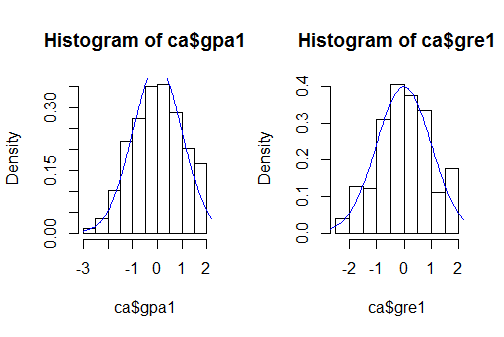 Histogram of ca$gpa1
Density
0.00 0.15 0.30
-3 -1 0 1 2
ca$gpa1
Histogram of ca$gre1
Density
0.0 0.1 0.2 0.3 0.4
-2 -1 0 1 2
ca$gre1